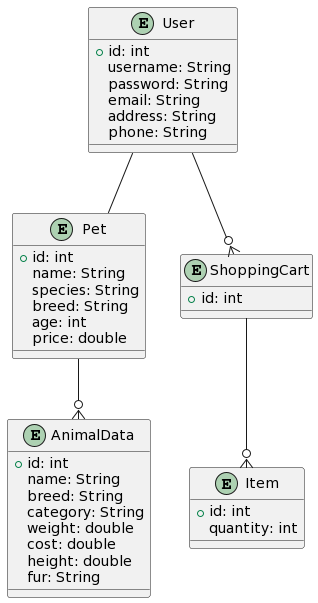 E User
id: int
username: String
password: String
email: String
address: String
phone: String
E Pet
id: int
name: String
species: String
breed: String
age: int
price: double
E ShoppingCart
id: int
E AnimalData
id: int
name: String
breed: String
category: String
weight: double
cost: double
height: double
fur: String
E Item
id: int
quantity: int